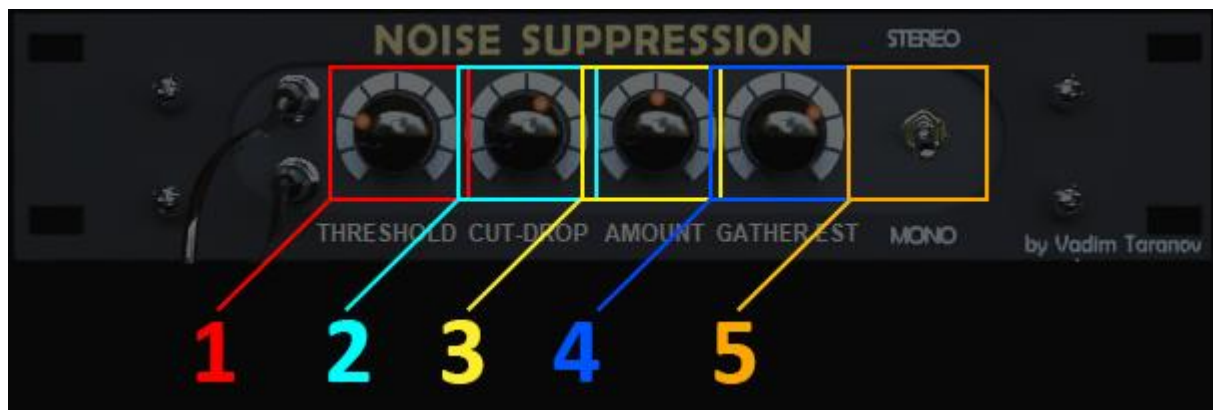 NOISE SUPPRESSION
STEREO
THRESHOLD CUT-DROP AMOUNT GATHER EST MONO
by Vadim Taranov
1 2 3 4 5